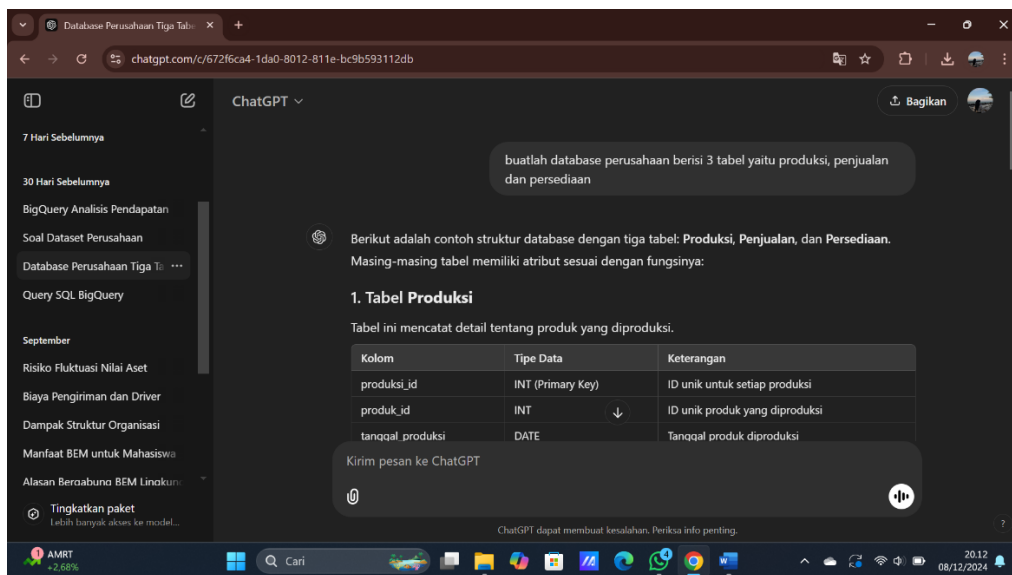 Database Perusahaan Tiga Tab
chatgpt.com/c/672f6ca4-1da0-8012-811e-bc9b593112db
ChatGPT
Bagikan
7 Hari Sebelumnya
30 Hari Sebelumnya
BigQuery Analisis Pendapatan
Soal Dataset Perusahaan
Database Perusahaan Tiga Ta ...
Query SQL BigQuery
September
Risiko Fluktuasi Nilai Aset
Biaya Pengiriman dan Driver
Dampak Struktur Organisasi
Manfaat BEM untuk Mahasiswa
Alasan Bergabung BEM Lingkun
Tingkatkan paket
Lebih banyak akses ke model...
buatlah database perusahaan berisi 3 tabel yaitu produksi, penjualan
dan persediaan
Berikut adalah contoh struktur database dengan tiga tabel: Produksi, Penjualan, dan Persediaan.
Masing-masing tabel memiliki atribut sesuai dengan fungsinya:
1. Tabel Produksi
Tabel ini mencatat detail tentang produk yang diproduksi.
Kolom Tipe Data Keterangan
produksi_id INT (Primary Key) ID unik untuk setiap produksi
produk_id INT ID unik produk yang diproduksi
tanggal_produksi DATE Tanggal produk diproduksi
Kirim pesan ke ChatGPT
ChatGPT dapat membuat kesalahan. Periksa info penting.
?
1
AMRT
+2,68%
Cari
4
20.12
08/12/2024